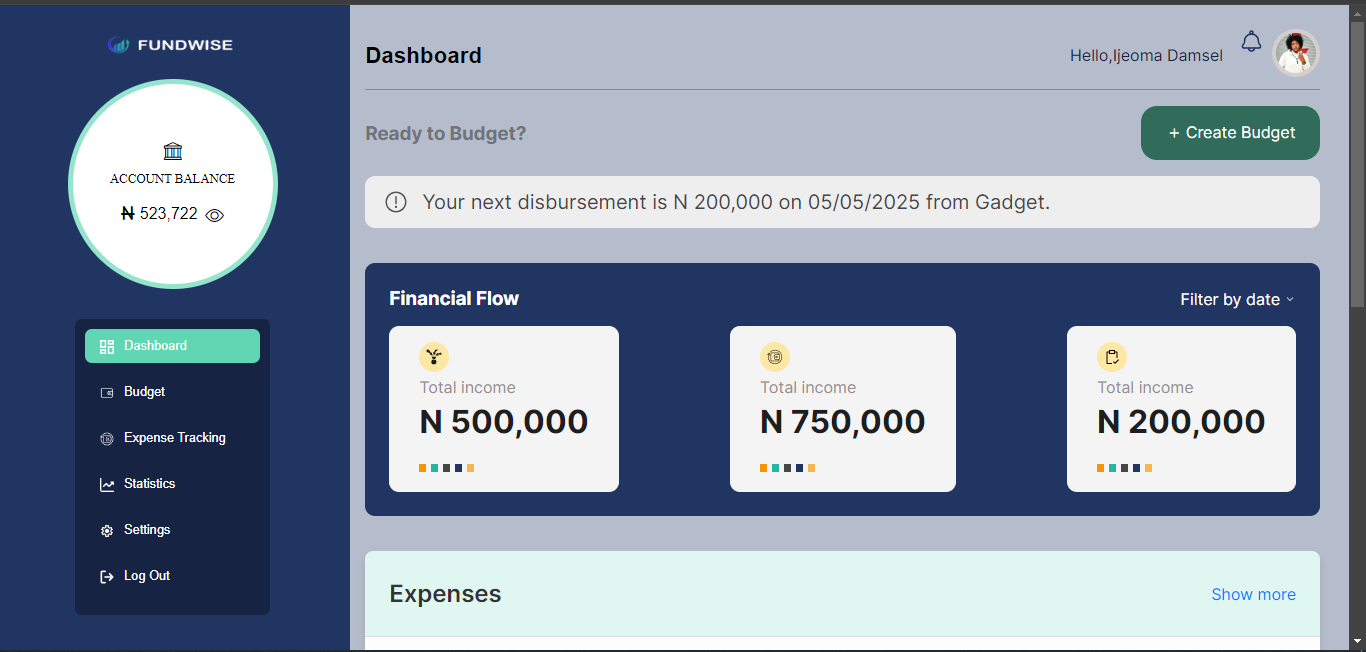 FUNDWISE
ACCOUNT BALANCE
₦ 523,722
Dashboard
Budget
Expense Tracking
Statistics
Settings
Log Out
Dashboard
Hello,Ijeoma Damsel
Ready to Budget?
+ Create Budget
Your next disbursement is N 200,000 on 05/05/2025 from Gadget.
Financial Flow
Filter by date
Total income
N 500,000
Total income
N 750,000
Total income
N 200,000
Expenses
Show more